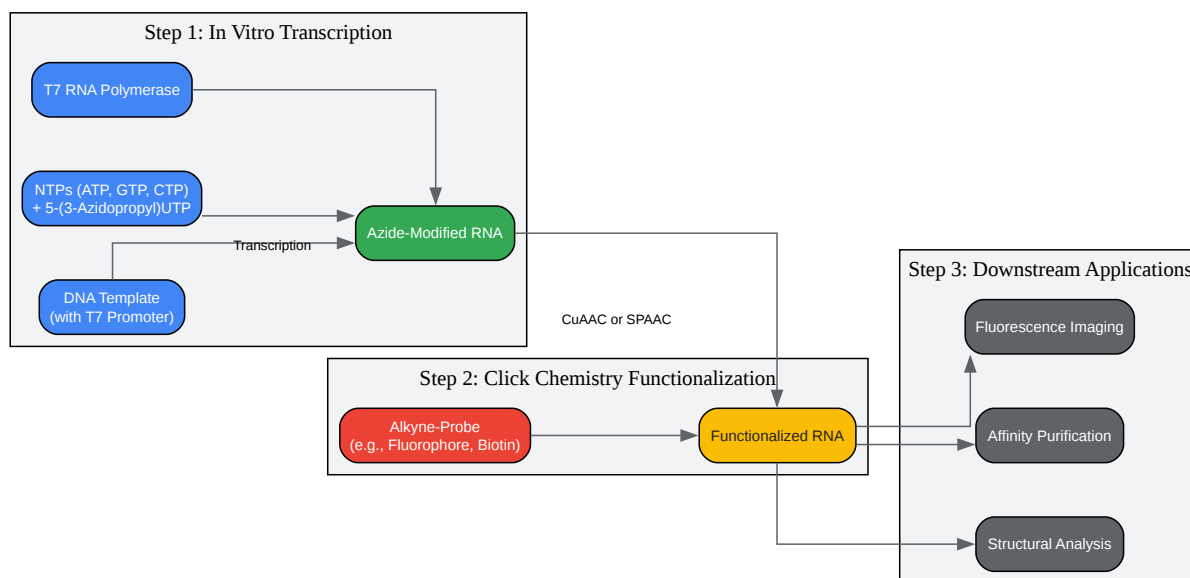 Step 1: In Vitro Transcription
T7 RNA Polymerase
NTPs (ATP, GTP, CTP)
+ 5-(3-Azidopropyl)UTP
Azide-Modified RNA
Transcription
DNA Template
(with T7 Promoter)
CuAAC or SPAAC
Step 2: Click Chemistry Functionalization
Alkyne-Probe
(e.g., Fluorophore, Biotin)
Functionalized RNA
Step 3: Downstream Applications
Fluorescence Imaging
Affinity Purification
Structural Analysis